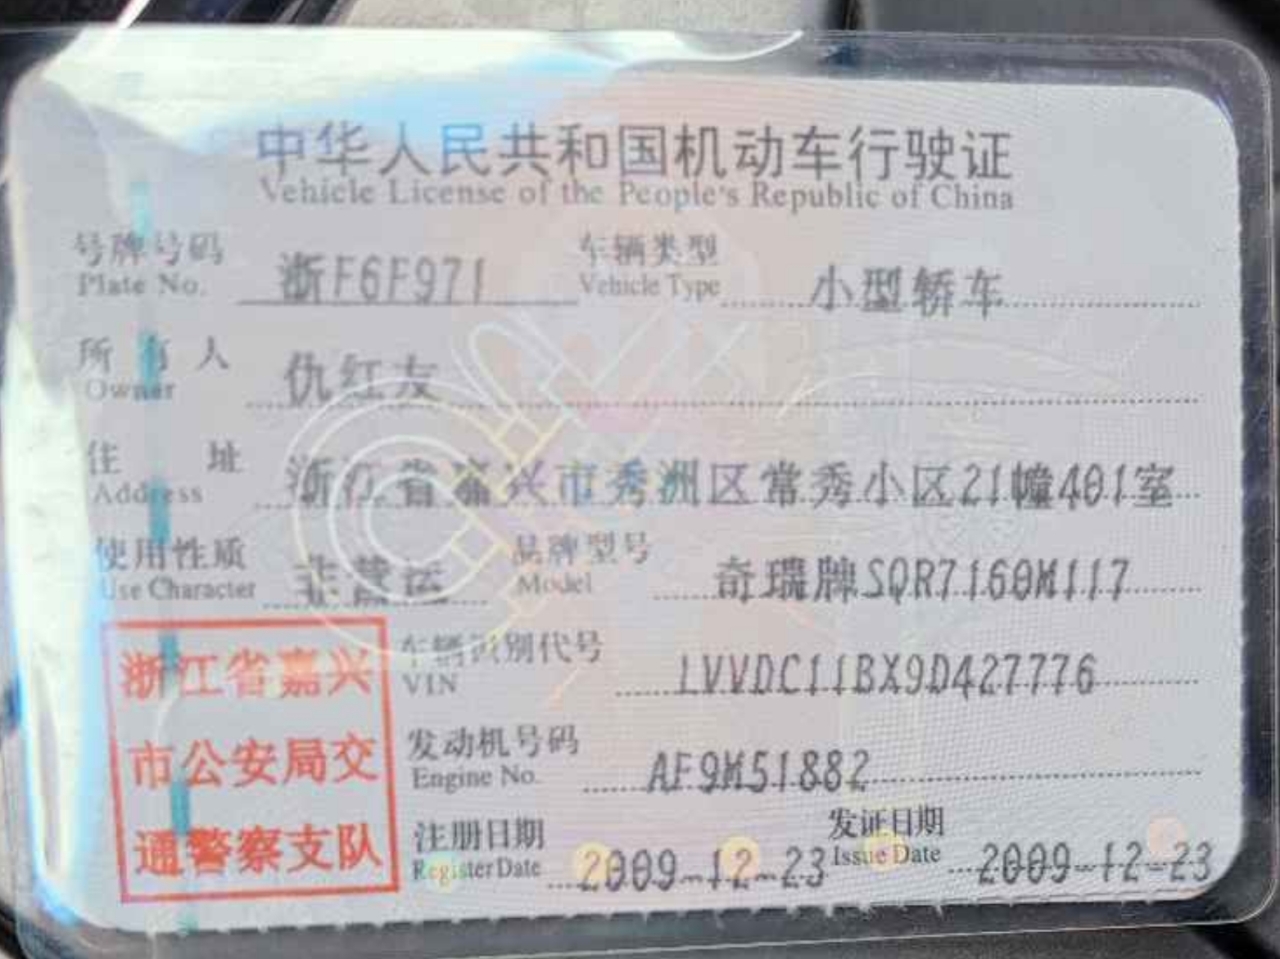 中华人民共和国机动车行驶证
Vehicle License of the People's Republic of China
号牌号码 浙F6F971 车辆类型 小型轿车
Plate No. Vehicle Type
所有人 仇红友
Owner
住址 浙江省嘉兴市秀洲区常秀小区21幢401室
Address
使用性质 非营运 品牌型号 奇瑞牌SQR7160M117
Use Character Model
浙江省嘉兴 车辆识别代号 LVVDC11BX9D427776
VIN
市公安局交 发动机号码 AF9M51882
Engine No.
通警察支队 注册日期 2009-12-23 发证日期 2009-12-23
Register Date Issue Date